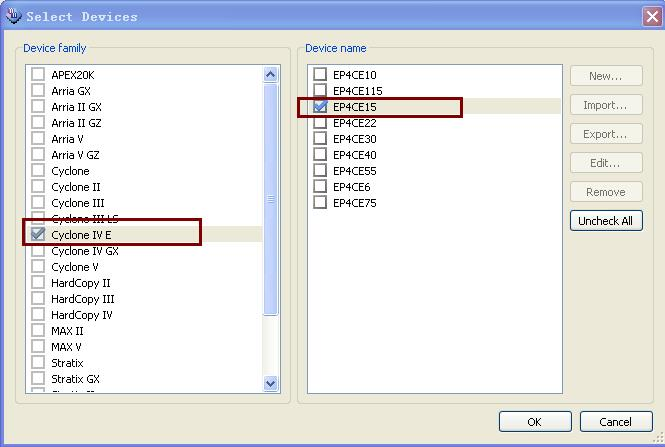 Select Devices
Device family
APEX20K
Arria GX
Arria II GX
Arria II GZ
Arria V
Arria V GZ
Cyclone
Cyclone II
Cyclone III
Cyclone III LS
Cyclone IV E
Cyclone IV GX
Cyclone V
HardCopy II
HardCopy III
HardCopy IV
MAX II
MAX V
Stratix
Stratix GX
Device name
EP4CE10
EP4CE115
EP4CE15
EP4CE22
EP4CE30
EP4CE40
EP4CE55
EP4CE6
EP4CE75
New...
Import...
Export...
Edit...
Remove
Uncheck All
OK
Cancel